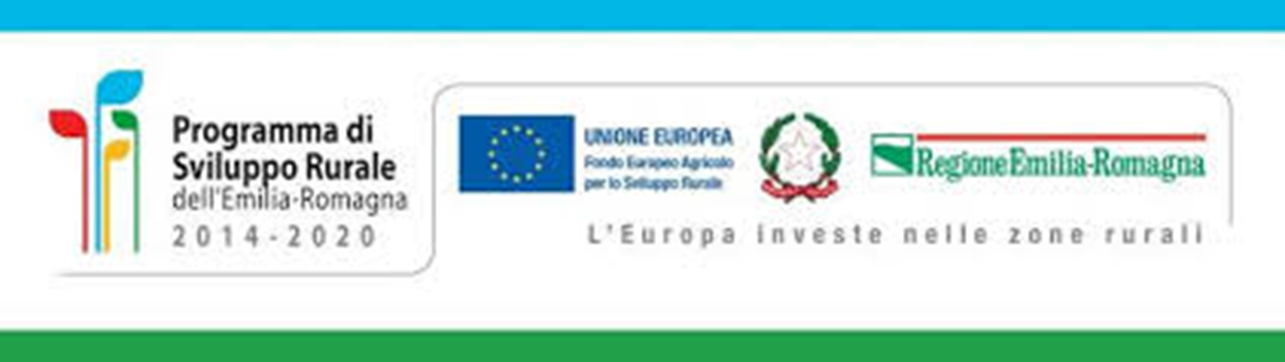 Programma di
Sviluppo Rurale
dell'Emilia-Romagna
2014-2020
UNIONE EUROPEA
Fondo Europeo Agricolo
per lo Sviluppo Rurale
RegioneEmilia-Romagna
L'Europa investe nelle zone rurali